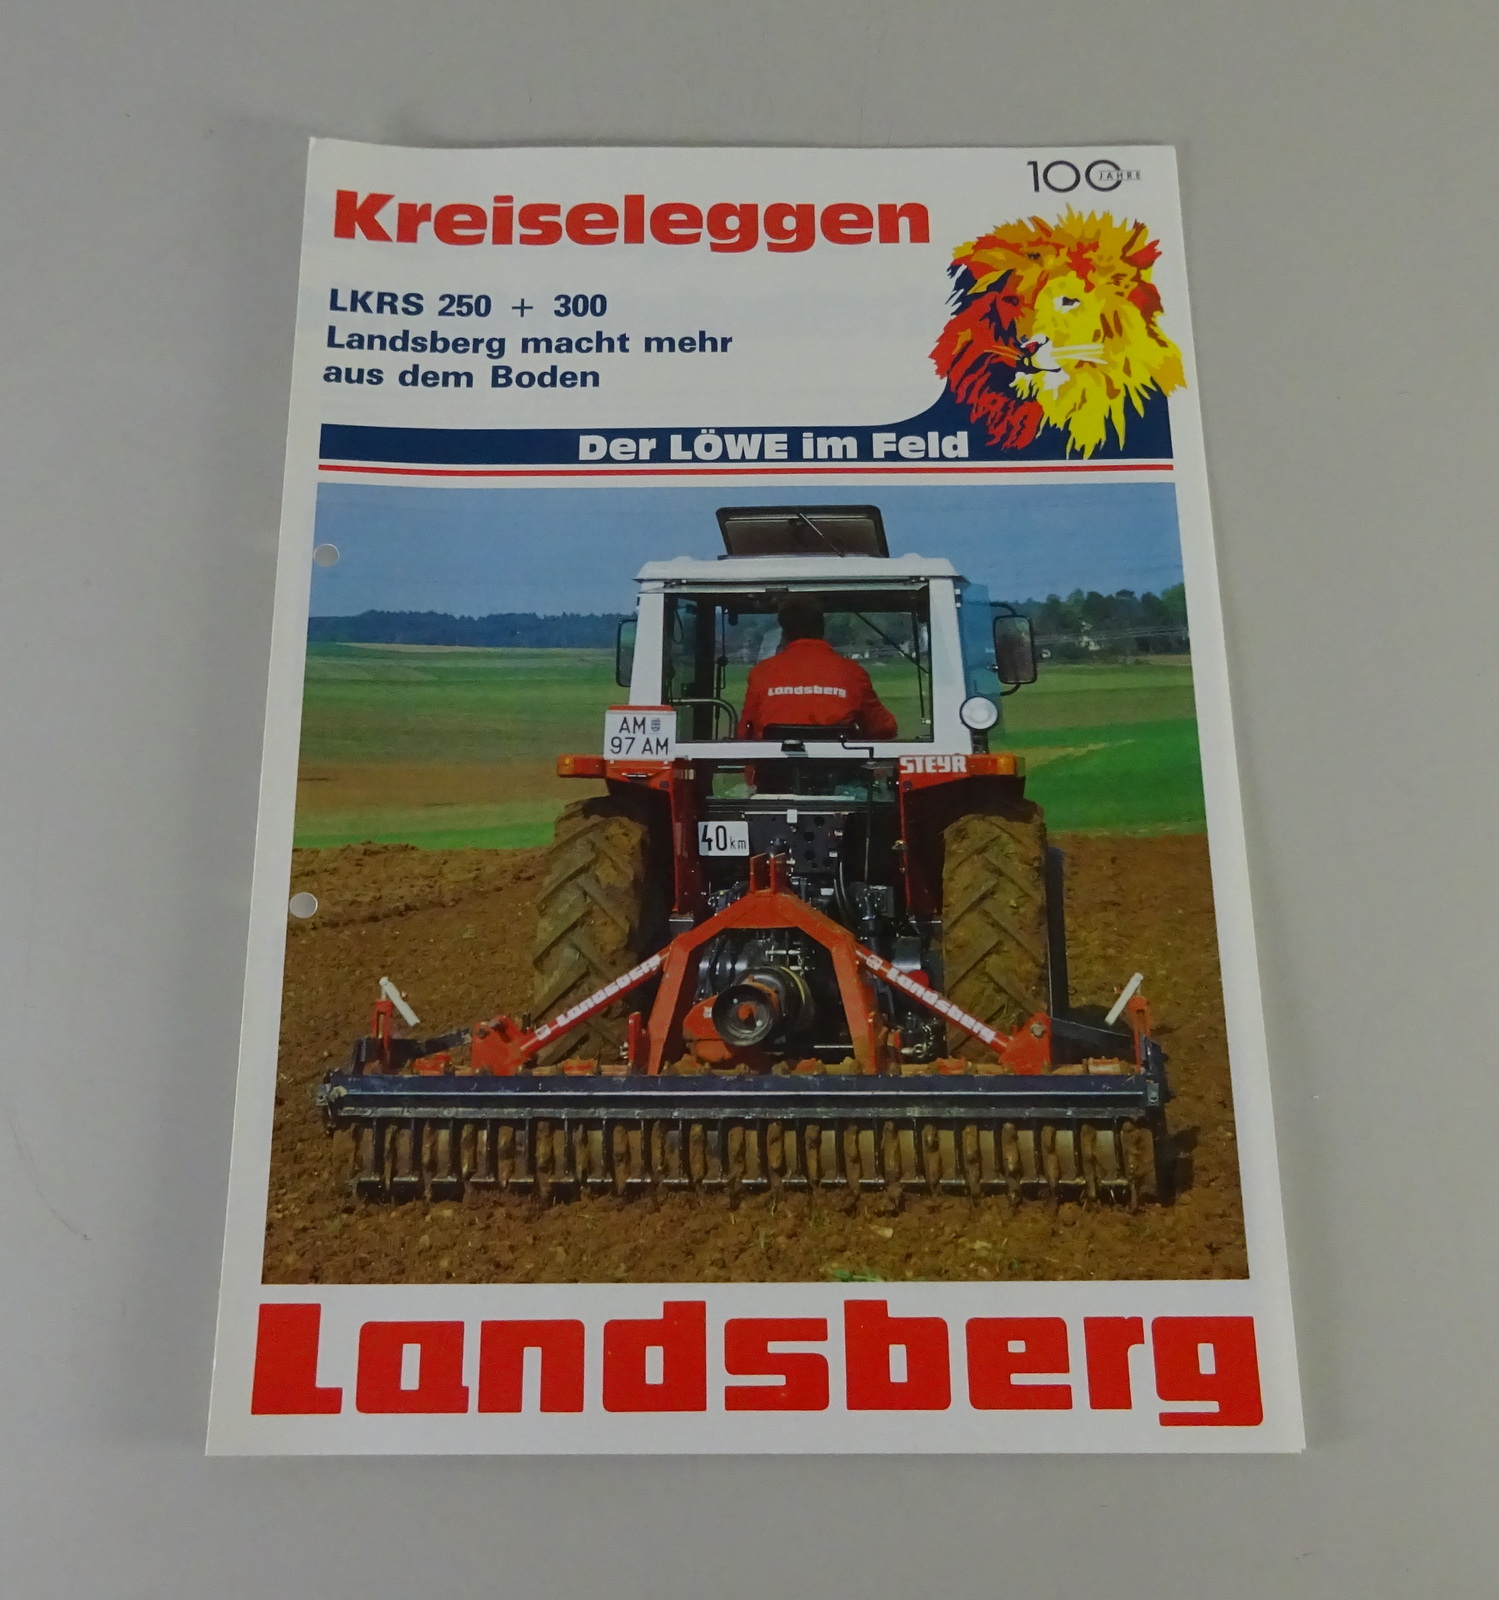 100 JAHRE
Kreiseleggen
LKRS 250 + 300
Landsberg macht mehr
aus dem Boden
Der LÖWE im Feld
Landsberg
AM
97 AM
STEYR
40 km
Landsberg
Landsberg
Landsberg